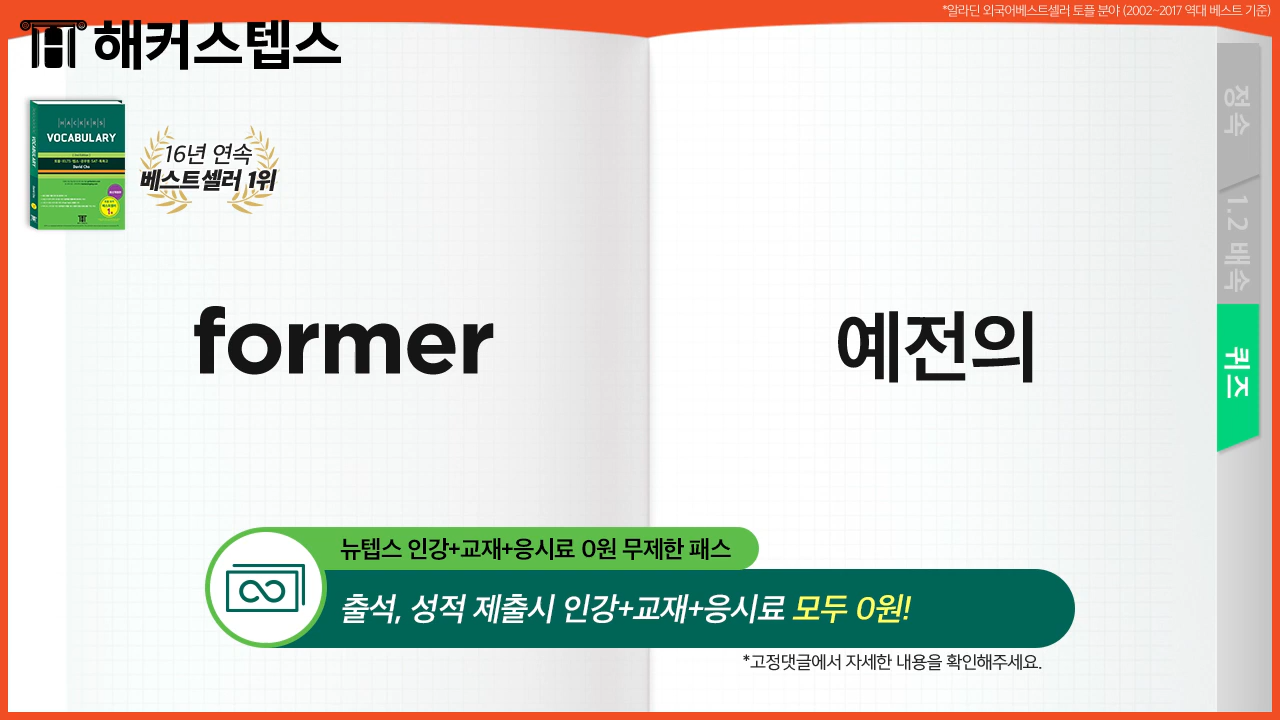 *알라딘 외국어베스트셀러 토플 분야 (2002~2017 역대 베스트 기준)
해커스텝스
HACKERS
VOCABULARY
16년 연속
베스트셀러 1위
정속
1.2 배속
퀴즈
former
예전의
뉴텝스 인강+교재+응시료 0원 무제한 패스
출석, 성적 제출시 인강+교재+응시료 모두 0원!
*고정댓글에서 자세한 내용을 확인해주세요.